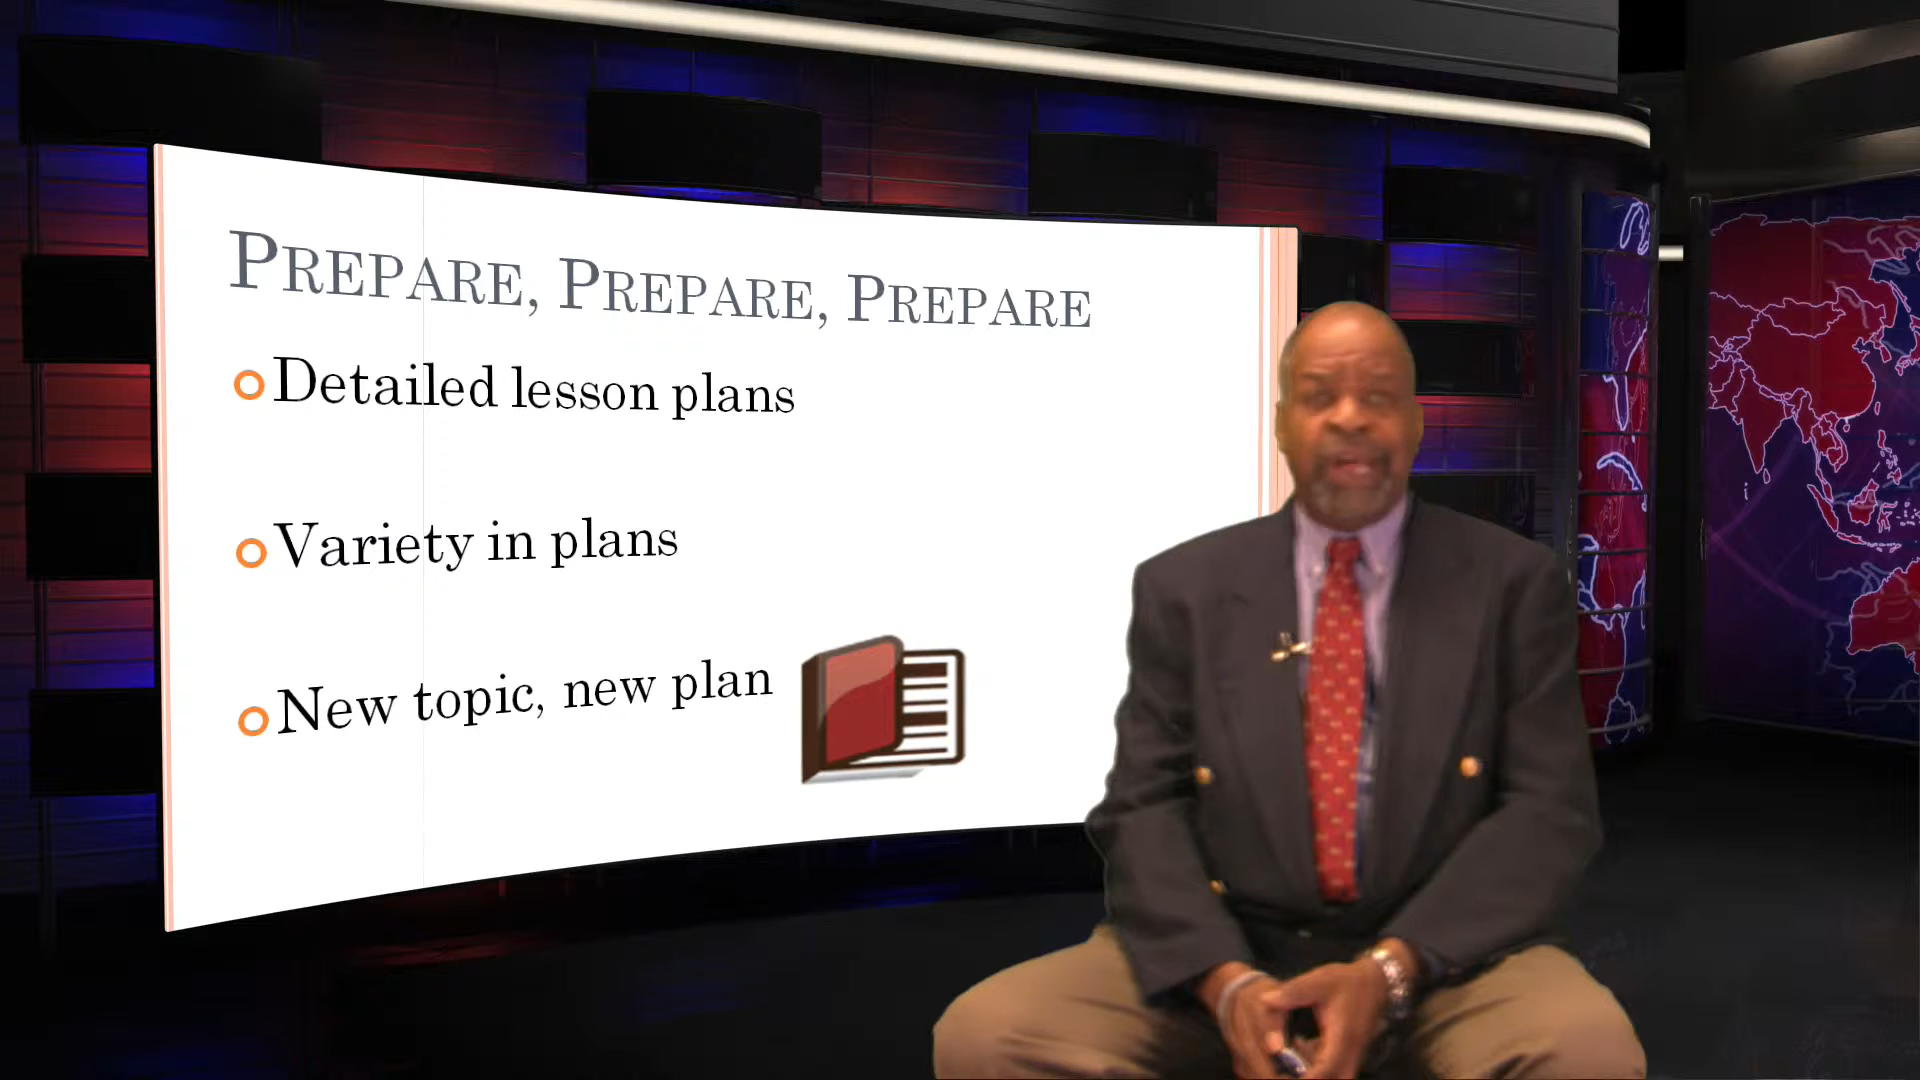 Prepare, Prepare, Prepare
Detailed lesson plans
Variety in plans
New topic, new plan